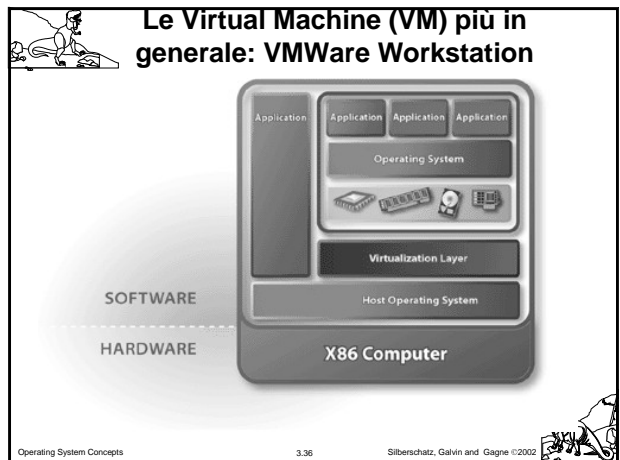 Le Virtual Machine (VM) più in
generale: VMWare Workstation
Application
Application Application Application
Operating System
Virtualization Layer
SOFTWARE
Host Operating System
HARDWARE
X86 Computer
Operating System Concepts 3.36 Silberschatz, Galvin and Gagne ©2002